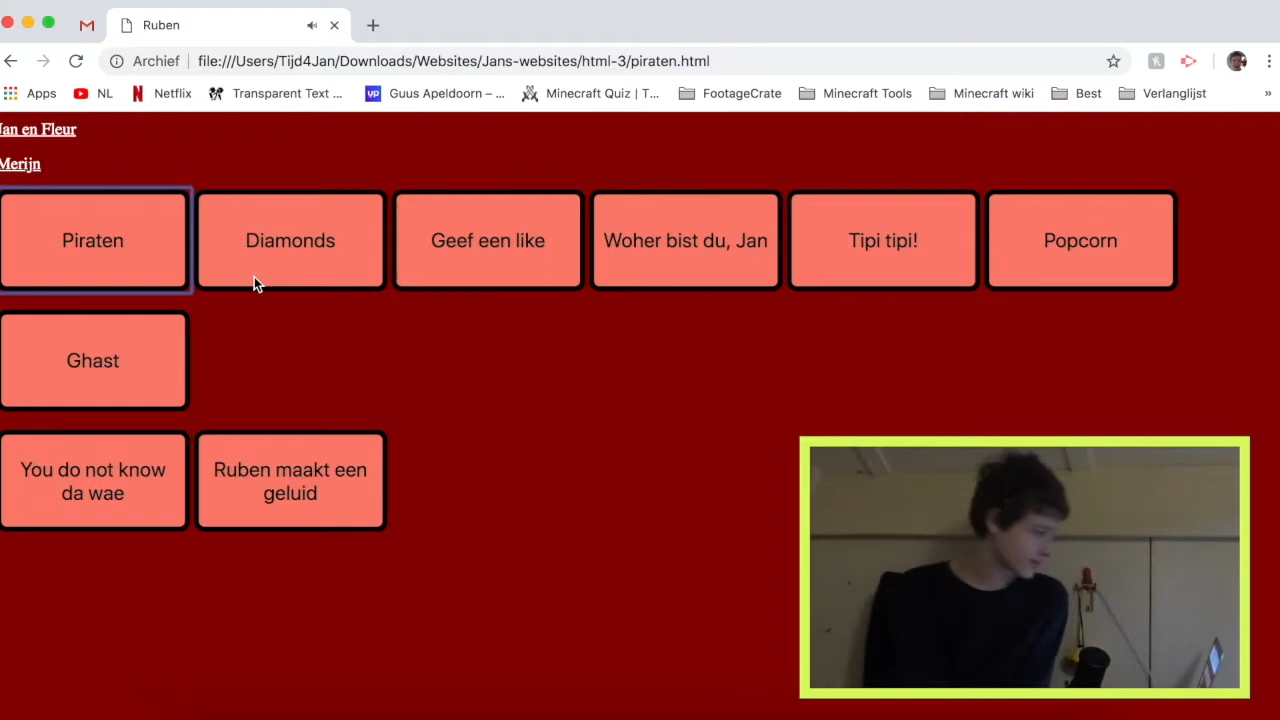 Ruben
Archief file:///Users/Tijd4Jan/Downloads/Websites/Jans-websites/html-3/piraten.html
Apps NL Netflix Transparent Text ... Guus Apeldoorn – ... Minecraft Quiz | T... FootageCrate Minecraft Tools Minecraft wiki Best Verlanglijst »
Jan en Fleur
Merijn
Piraten Diamonds Geef een like Woher bist du, Jan Tipi tipi! Popcorn
Ghast
You do not know
da wae
Ruben maakt een
geluid